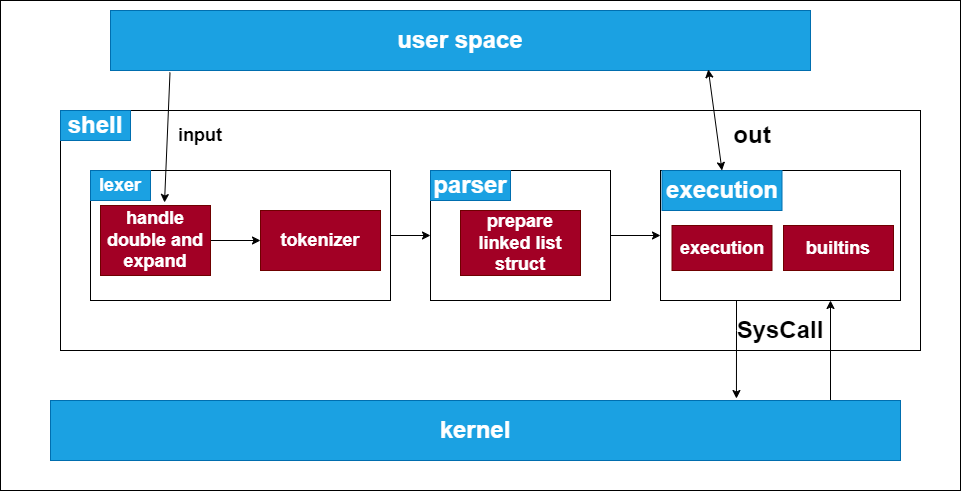 user space
shell
input
out
lexer
handle
double and
expand
tokenizer
parser
prepare
linked list
struct
execution
execution
builtins
SysCall
kernel